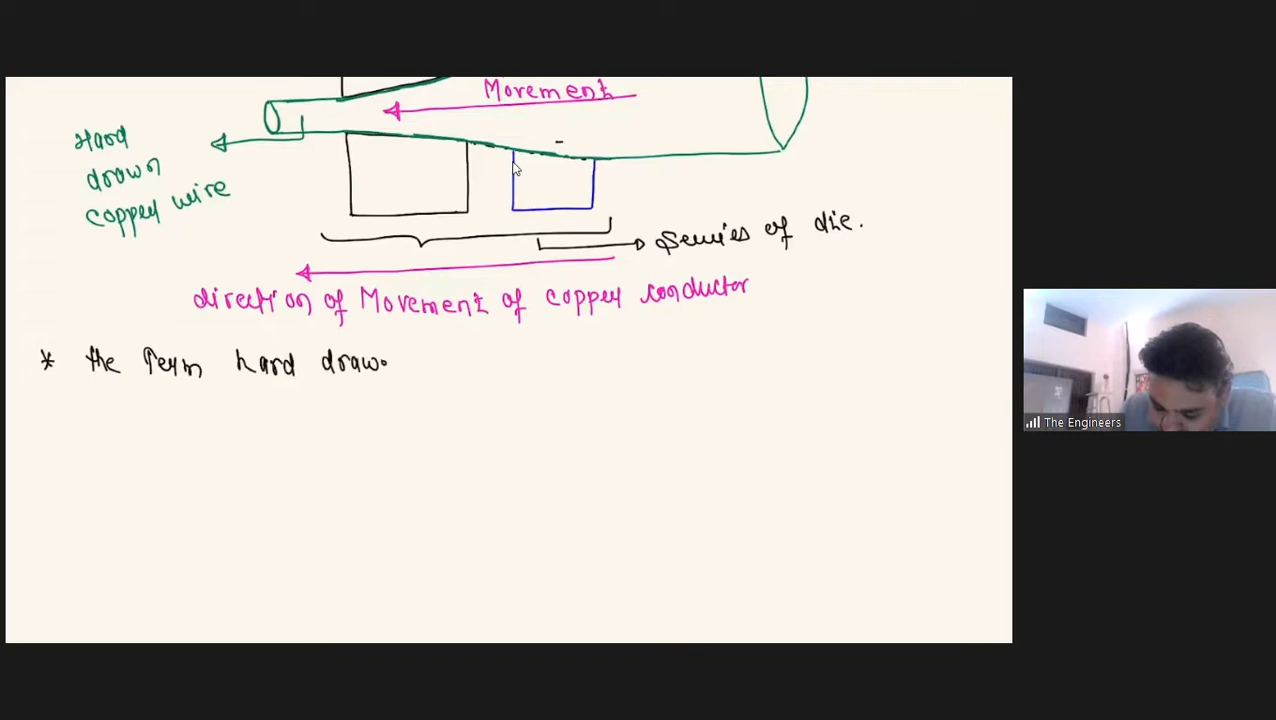 Movement
Hard
drawn
copper wire
Series of die.
direction of Movement of copper conductor
* the Term hard drawn
The Engineers